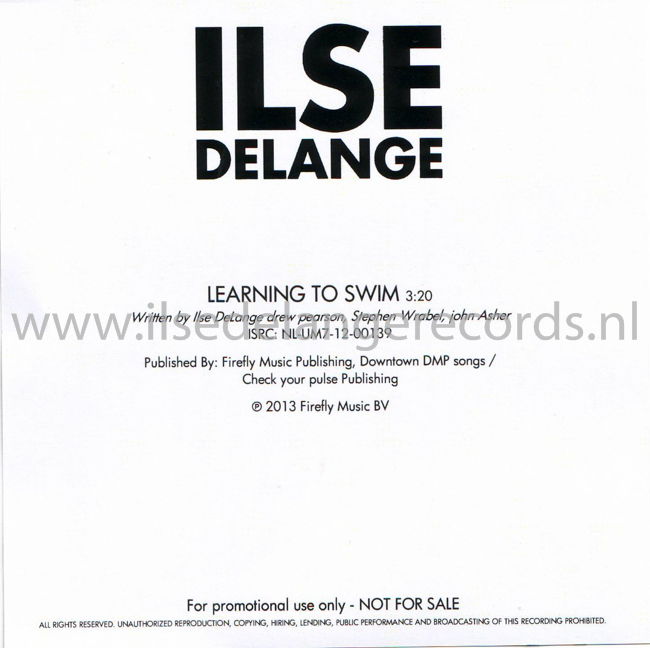 ILSE
DELANGE
LEARNING TO SWIM 3:20
Written by Ilse DeLange drew pearson, Stephen Wrabel, john Asher
www.ilsedelangerecords.nl
ISRC: NL-UM7-12-00139
Published By: Firefly Music Publishing, Downtown DMP songs /
Check your pulse Publishing
℗ 2013 Firefly Music BV
For promotional use only - NOT FOR SALE
ALL RIGHTS RESERVED. UNAUTHORIZED REPRODUCTION, COPYING, HIRING, LENDING, PUBLIC PERFORMANCE AND BROADCASTING OF THIS RECORDING PROHIBITED.